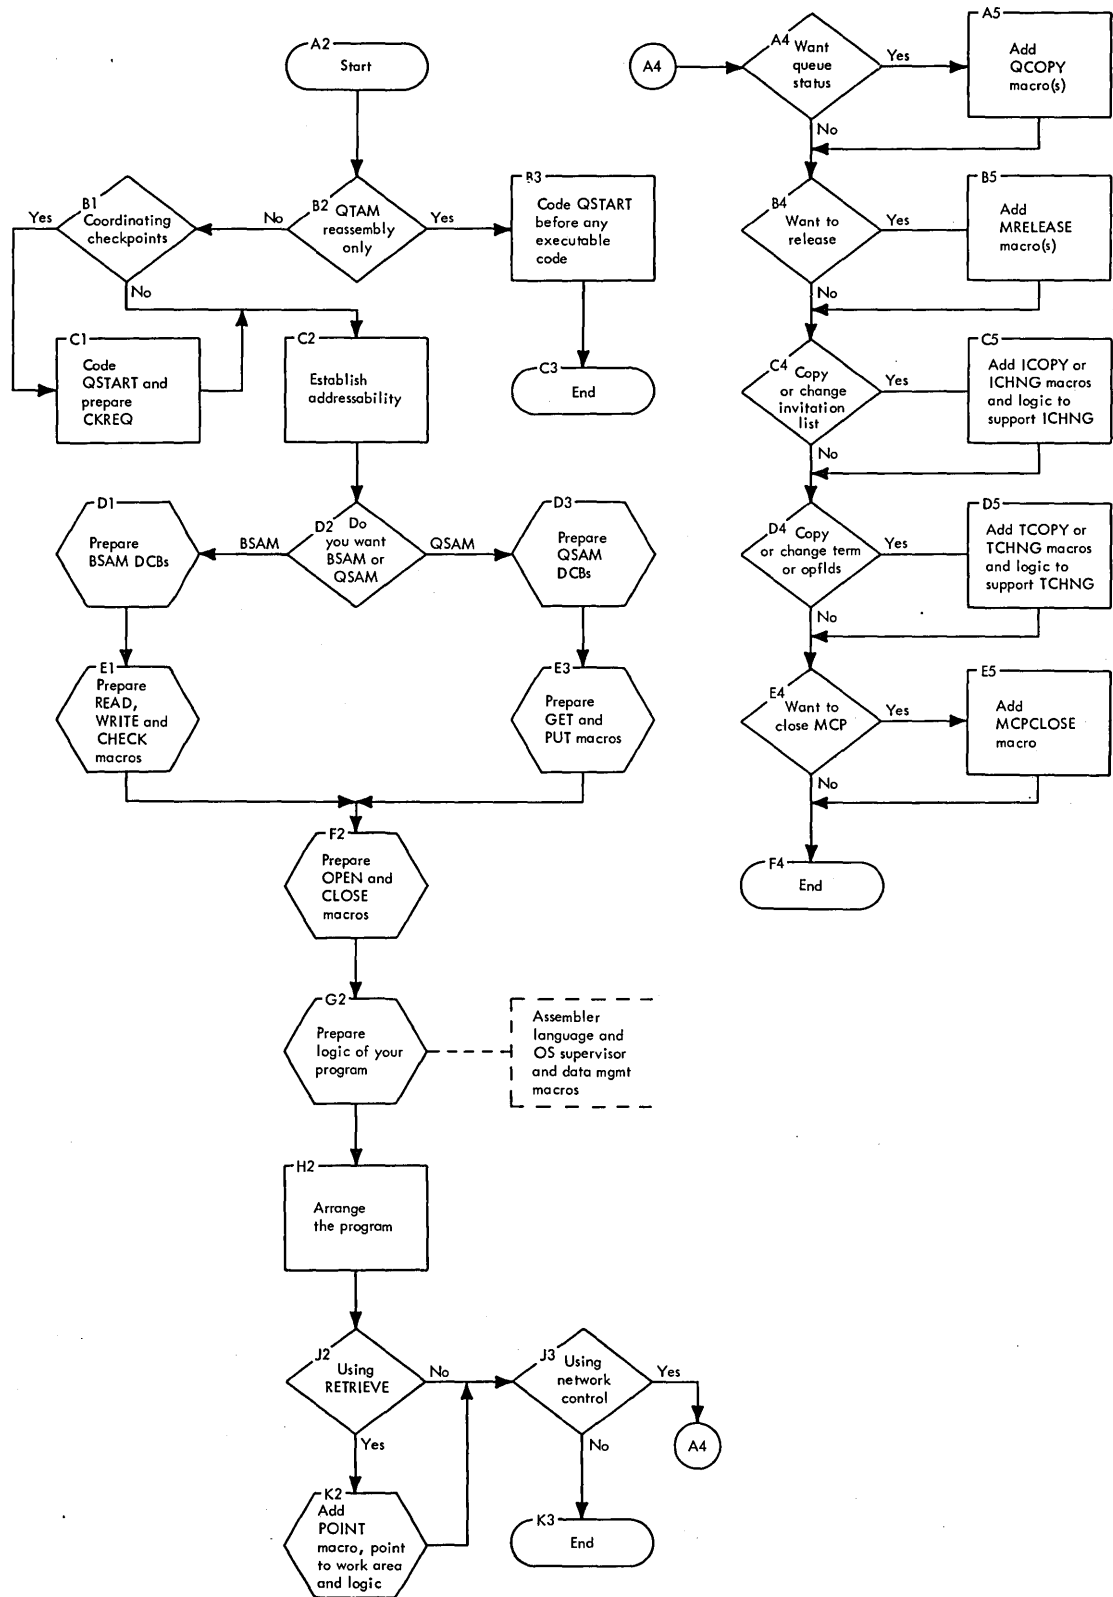 A2
Start
B1
Coordinating
checkpoints
Yes
No
B2
QTAM
reassembly
only
No
Yes
B3
Code QSTART
before any
executable
code
C1
Code
QSTART and
prepare
CKREQ
C2
Establish
addressability
C3
End
D1
Prepare
BSAM DCBs
BSAM
D2
Do
you want
BSAM or
QSAM
QSAM
D3
Prepare
QSAM
DCBs
E1
Prepare
READ,
WRITE and
CHECK
macros
E3
Prepare
GET and
PUT macros
F2
Prepare
OPEN and
CLOSE
macros
G2
Prepare
logic of your
program
Assembler
language and
OS supervisor
and data mgmt
macros
H2
Arrange
the program
J2
Using
RETRIEVE
No
Yes
J3
Using
network
control
Yes
No
A4
K2
Add
POINT
macro, point
to work area
and logic
K3
End
A4
A4
Want
queue
status
Yes
No
A5
Add
QCOPY
macro(s)
B4
Want to
release
Yes
No
B5
Add
MRELEASE
macro(s)
C4
Copy
or change
invitation
list
Yes
No
C5
Add ICOPY or
ICHNG macros
and logic to
support ICHNG
D4
Copy
or change term
or opflds
Yes
No
D5
Add TCOPY or
TCHNG macros
and logic to
support TCHNG
E4
Want to
close MCP
Yes
No
E5
Add
MCPCLOSE
macro
F4
End